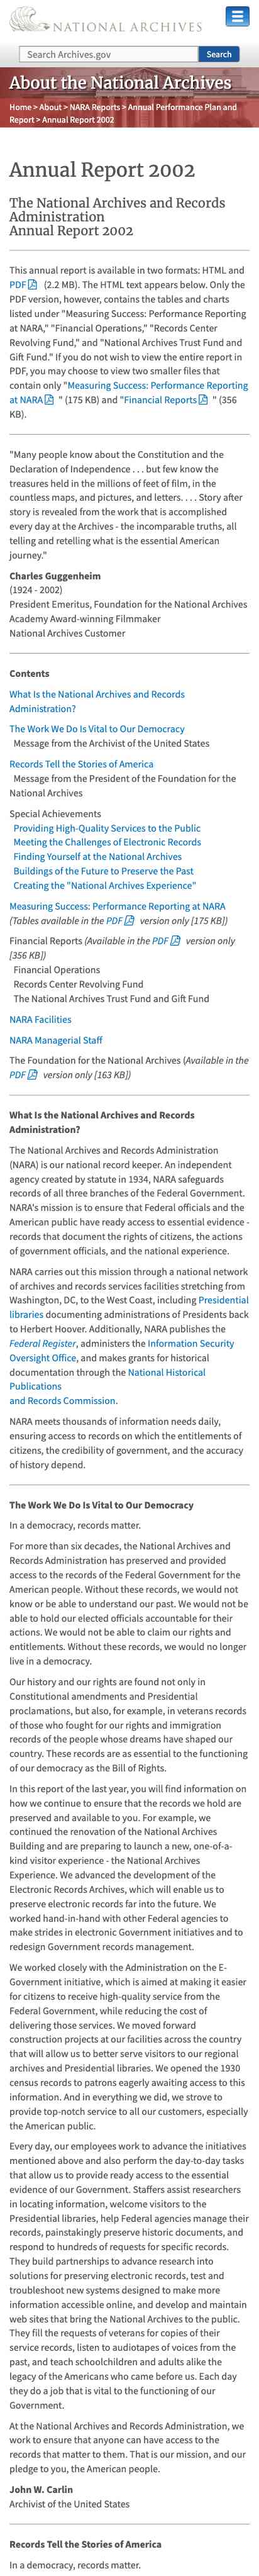 NATIONAL ARCHIVES
Search Archives.gov
Search
About the National Archives
Home > About > NARA Reports > Annual Performance Plan and
Report > Annual Report 2002
Annual Report 2002
The National Archives and Records
Administration
Annual Report 2002
This annual report is available in two formats: HTML and
PDF (2.2 MB). The HTML text appears below. Only the
PDF version, however, contains the tables and charts
listed under "Measuring Success: Performance Reporting
at NARA," "Financial Operations," "Records Center
Revolving Fund," and "National Archives Trust Fund and
Gift Fund." If you do not wish to view the entire report in
PDF, you may choose to view two smaller files that
contain only "Measuring Success: Performance Reporting
at NARA " (175 KB) and "Financial Reports " (356
KB).
"Many people know about the Constitution and the
Declaration of Independence . . . but few know the
treasures held in the millions of feet of film, in the
countless maps, and pictures, and letters. . . . Story after
story is revealed from the work that is accomplished
every day at the Archives - the incomparable truths, all
telling and retelling what is the essential American
journey."
Charles Guggenheim
(1924 - 2002)
President Emeritus, Foundation for the National Archives
Academy Award-winning Filmmaker
National Archives Customer
Contents
What Is the National Archives and Records
Administration?
The Work We Do Is Vital to Our Democracy
Message from the Archivist of the United States
Records Tell the Stories of America
Message from the President of the Foundation for the
National Archives
Special Achievements
Providing High-Quality Services to the Public
Meeting the Challenges of Electronic Records
Finding Yourself at the National Archives
Buildings of the Future to Preserve the Past
Creating the "National Archives Experience"
Measuring Success: Performance Reporting at NARA
(Tables available in the PDF version only [175 KB])
Financial Reports (Available in the PDF version only
[356 KB])
Financial Operations
Records Center Revolving Fund
The National Archives Trust Fund and Gift Fund
NARA Facilities
NARA Managerial Staff
The Foundation for the National Archives (Available in the
PDF version only [163 KB])
What Is the National Archives and Records
Administration?
The National Archives and Records Administration
(NARA) is our national record keeper. An independent
agency created by statute in 1934, NARA safeguards
records of all three branches of the Federal Government.
NARA's mission is to ensure that Federal officials and the
American public have ready access to essential evidence -
records that document the rights of citizens, the actions
of government officials, and the national experience.
NARA carries out this mission through a national network
of archives and records services facilities stretching from
Washington, DC, to the West Coast, including Presidential
libraries documenting administrations of Presidents back
to Herbert Hoover. Additionally, NARA publishes the
Federal Register, administers the Information Security
Oversight Office, and makes grants for historical
documentation through the National Historical
Publications
and Records Commission.
NARA meets thousands of information needs daily,
ensuring access to records on which the entitlements of
citizens, the credibility of government, and the accuracy
of history depend.
The Work We Do Is Vital to Our Democracy
In a democracy, records matter.
For more than six decades, the National Archives and
Records Administration has preserved and provided
access to the records of the Federal Government for the
American people. Without these records, we would not
know or be able to understand our past. We would not be
able to hold our elected officials accountable for their
actions. We would not be able to claim our rights and
entitlements. Without these records, we would no longer
live in a democracy.
Our history and our rights are found not only in
Constitutional amendments and Presidential
proclamations, but also, for example, in veterans records
of those who fought for our rights and immigration
records of the people whose dreams have shaped our
country. These records are as essential to the functioning
of our democracy as the Bill of Rights.
In this report of the last year, you will find information on
how we continue to ensure that the records we hold are
preserved and available to you. For example, we
continued the renovation of the National Archives
Building and are preparing to launch a new, one-of-a-
kind visitor experience - the National Archives
Experience. We advanced the development of the
Electronic Records Archives, which will enable us to
preserve electronic records far into the future. We
worked hand-in-hand with other Federal agencies to
make strides in electronic Government initiatives and to
redesign Government records management.
We worked closely with the Administration on the E-
Government initiative, which is aimed at making it easier
for citizens to receive high-quality service from the
Federal Government, while reducing the cost of
delivering those services. We moved forward
construction projects at our facilities across the country
that will allow us to better serve visitors to our regional
archives and Presidential libraries. We opened the 1930
census records to patrons eagerly awaiting access to this
information. And in everything we did, we strove to
provide top-notch service to all our customers, especially
the American public.
Every day, our employees work to advance the initiatives
mentioned above and also perform the day-to-day tasks
that allow us to provide ready access to the essential
evidence of our Government. Staffers assist researchers
in locating information, welcome visitors to the
Presidential libraries, help Federal agencies manage their
records, painstakingly preserve historic documents, and
respond to hundreds of requests for specific records.
They build partnerships to advance research into
solutions for preserving electronic records, test and
troubleshoot new systems designed to make more
information accessible online, and develop and maintain
web sites that bring the National Archives to the public.
They fill the requests of veterans for copies of their
service records, listen to audiotapes of voices from the
past, and teach schoolchildren and adults alike the
legacy of the Americans who came before us. Each day
they do a job that is vital to the functioning of our
Government.
At the National Archives and Records Administration, we
work to ensure that anyone can have access to the
records that matter to them. That is our mission, and our
pledge to you, the American people.
John W. Carlin
Archivist of the United States
Records Tell the Stories of America
In a democracy, records matter.